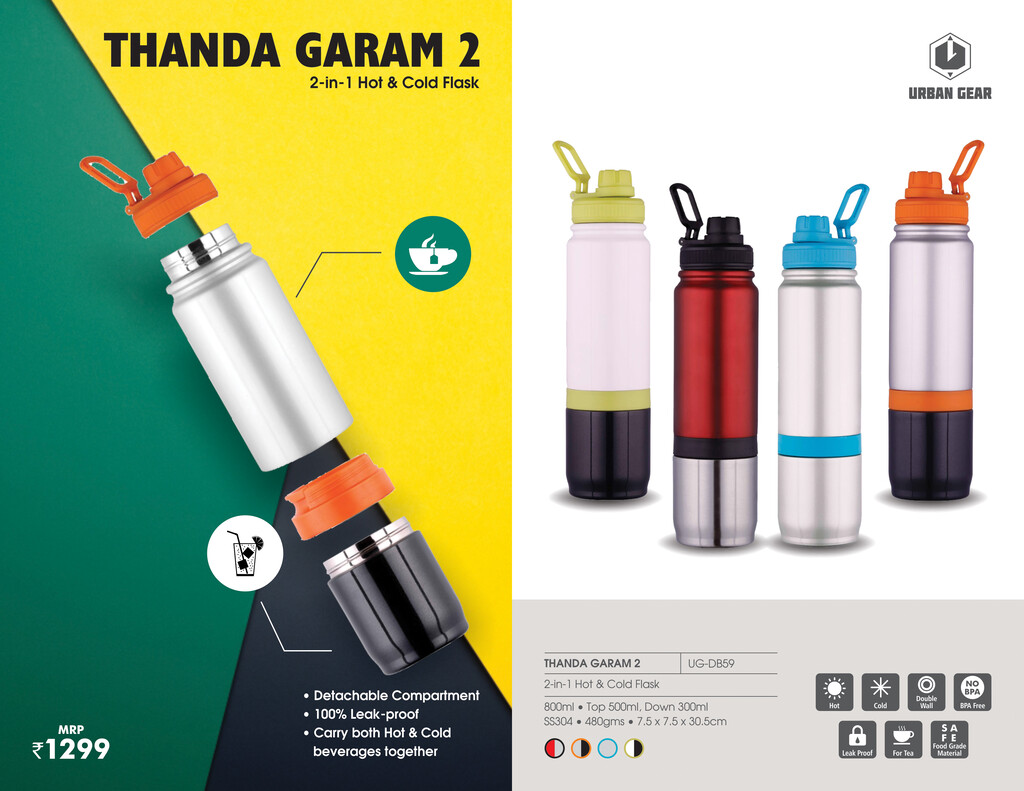 THANDA GARAM 2
2-in-1 Hot & Cold Flask
• Detachable Compartment
• 100% Leak-proof
• Carry both Hot & Cold
beverages together
MRP
₹1299
URBAN GEAR
THANDA GARAM 2 UG-DB59
2-in-1 Hot & Cold Flask
800ml • Top 500ml, Down 300ml
SS304 • 480gms • 7.5 x 7.5 x 30.5cm
Hot
Cold
Double
Wall
NO
BPA
BPA Free
Leak Proof
For Tea
S A
F E
Food Grade
Material